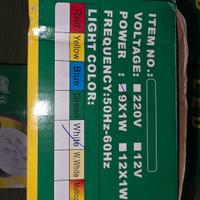 ITEM NO.:
VOLTAGE: 220V 12V
POWER: 9X1W 12X1W
FREQUENCY:50Hz-60Hz
LIGHT COLOR:
Red Yellow Blue Green White W.White Multicolor